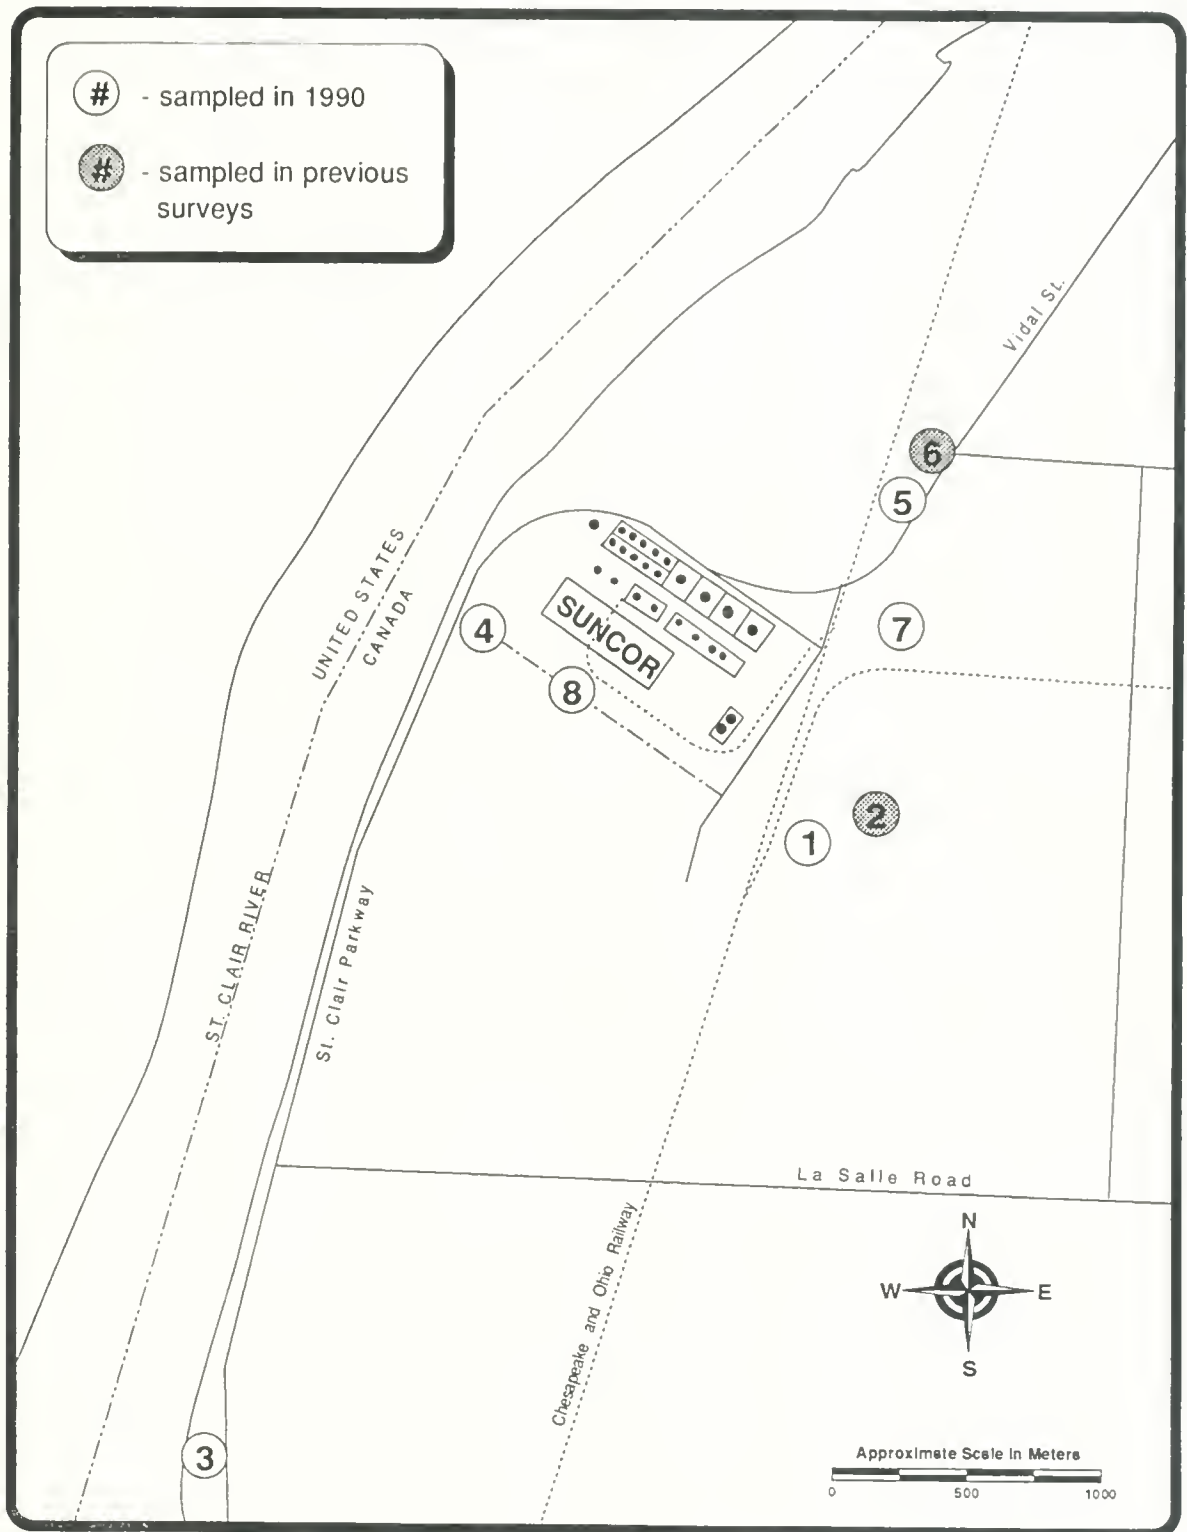 # - sampled in 1990
# - sampled in previous
surveys
Vidal St.
6
5
UNITED STATES
CANADA
4
SUNCOR
7
8
2
1
ST. CLAIR RIVER
St. Clair Parkway
La Salle Road
Chesapeake and Ohio Railway
N
W E
S
3
Approximate Scale in Meters
0 500 1000